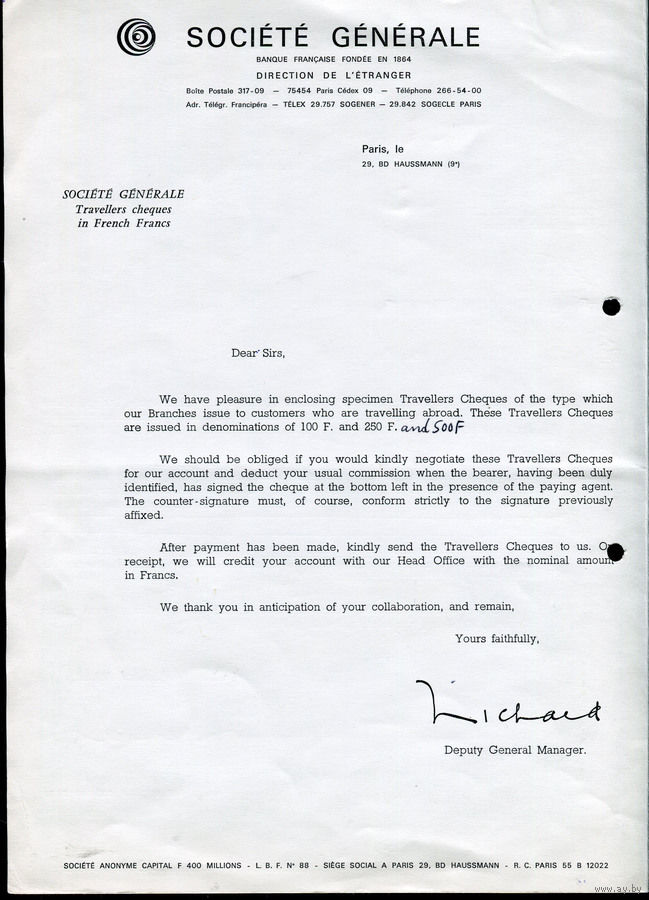 SOCIÉTÉ GÉNÉRALE
BANQUE FRANÇAISE FONDÉE EN 1864
DIRECTION DE L'ÉTRANGER
Boîte Postale 317-09 — 75454 Paris Cédex 09 — Téléphone 266-54-00
Adr. Télégr. Francipéra — TÉLEX 29.757 SOGENER — 29.842 SOGECLE PARIS
Paris, le
29, BD HAUSSMANN (9e)
SOCIÉTÉ GÉNÉRALE
Travellers cheques
in French Francs
Dear Sirs,
We have pleasure in enclosing specimen Travellers Cheques of the type which
our Branches issue to customers who are travelling abroad. These Travellers Cheques
are issued in denominations of 100 F. and 250 F. and 500F
We should be obliged if you would kindly negotiate these Travellers Cheques
for our account and deduct your usual commission when the bearer, having been duly
identified, has signed the cheque at the bottom left in the presence of the paying agent.
The counter-signature must, of course, conform strictly to the signature previously
affixed.
After payment has been made, kindly send the Travellers Cheques to us. O
receipt, we will credit your account with our Head Office with the nominal amoun
in Francs.
We thank you in anticipation of your collaboration, and remain,
Yours faithfully,
Deputy General Manager.
SOCIÉTÉ ANONYME CAPITAL F 400 MILLIONS - L. B. F. N° 88 - SIÈGE SOCIAL A PARIS 29, BD HAUSSMANN - R. C. PARIS 55 B 12022
www.ay.by